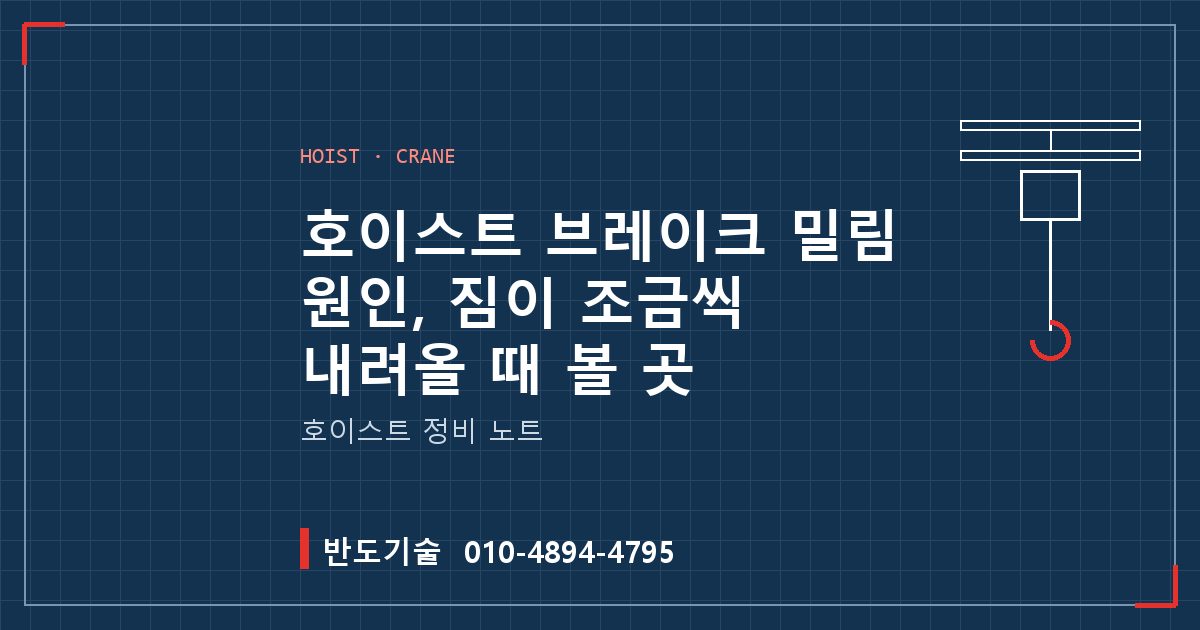 HOIST · CRANE
호이스트 브레이크 밀림
원인, 짐이 조금씩
내려올 때 볼 곳
호이스트 정비 노트
반도기술 010-4894-4795